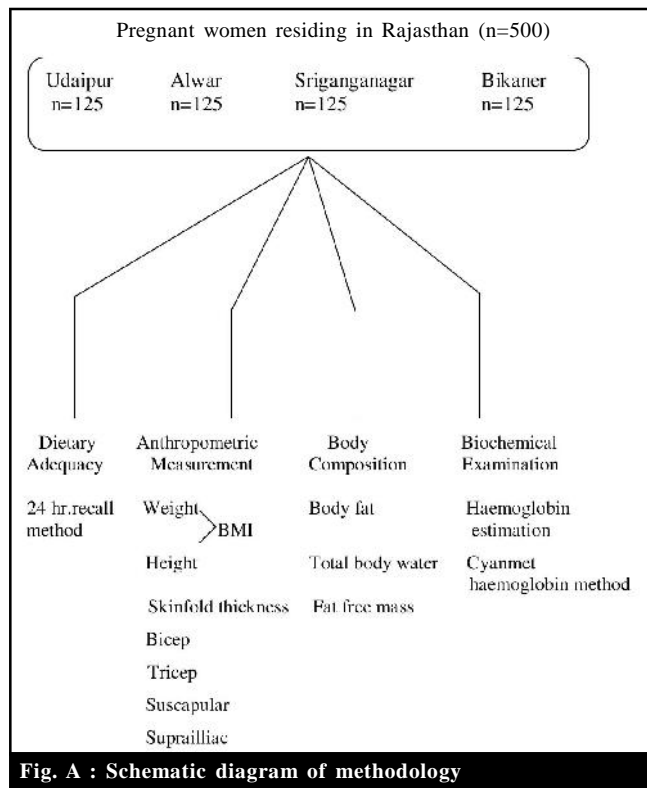 Pregnant women residing in Rajasthan (n=500)
Udaipur
n=125
Alwar
n=125
Sriganganagar
n=125
Bikaner
n=125
Dietary
Adequacy
24 hr.recall
method
Anthropometric
Measurement
Weight
BMI
Height
Skinfold thickness
Bicep
Tricep
Suscapular
Suprailliac
Body
Composition
Body fat
Total body water
Fat free mass
Biochemical
Examination
Haemoglobin
estimation
Cyanmet
haemoglobin method
Fig. A : Schematic diagram of methodology